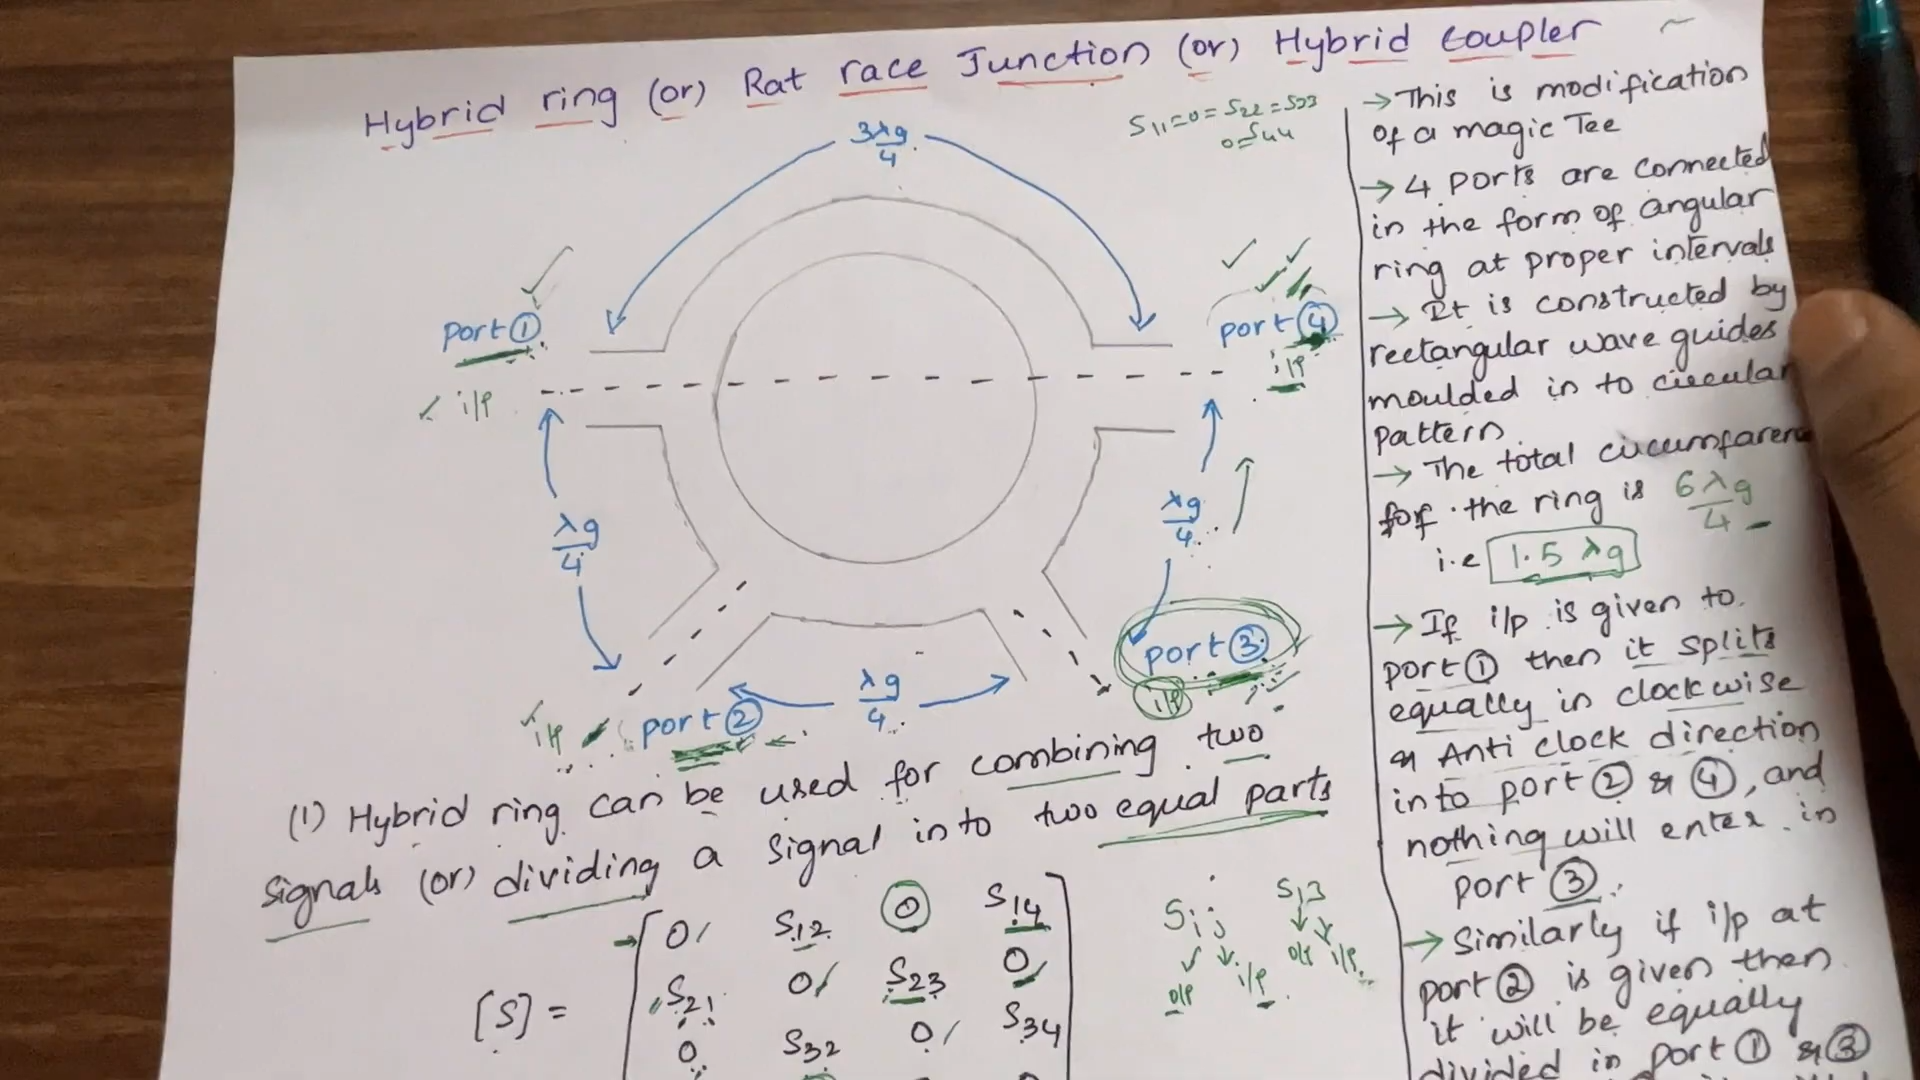 Hybrid ring (or) Rat race Junction (or) Hybrid coupler
S11=0=S22=S33
0=S44
3λg/4
port ①
i/p
port ④
i/p
λg/4
λg/4
port ③
i/p
λg/4
port ②
i/p
(1) Hybrid ring can be used for combining two
signals (or) dividing a signal into two equal parts
[S] =
0 S12 0 S14
S21 0 S23 0
0 S32 0 S34
Sij
o/p i/p
S13
o/p i/p
→This is modification
of a magic Tee
→ 4 ports are connected
in the form of angular
ring at proper intervals
→ It is constructed by
rectangular wave guides
moulded in to circular
pattern
→ The total
for the ring is 6λg/4
i.e 1.5 λg
→ If i/p is given to
port① then it splits
equally in clockwise
& Anti clock direction
into port ② & ④, and
nothing will enter in
port ③.
→ Similarly if i/p at
port② is given then
it will be equally
divided in port ① & ③